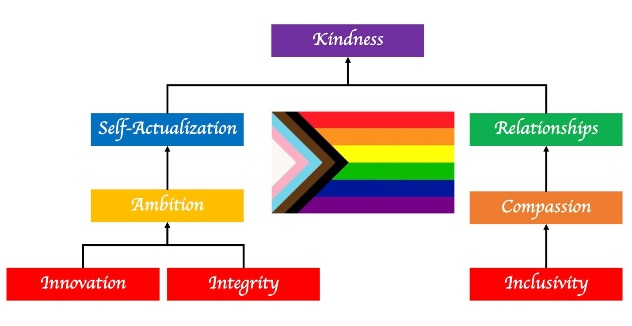 Kindness
Self-Actualization
Relationships
Ambition
Compassion
Innovation
Integrity
Inclusivity